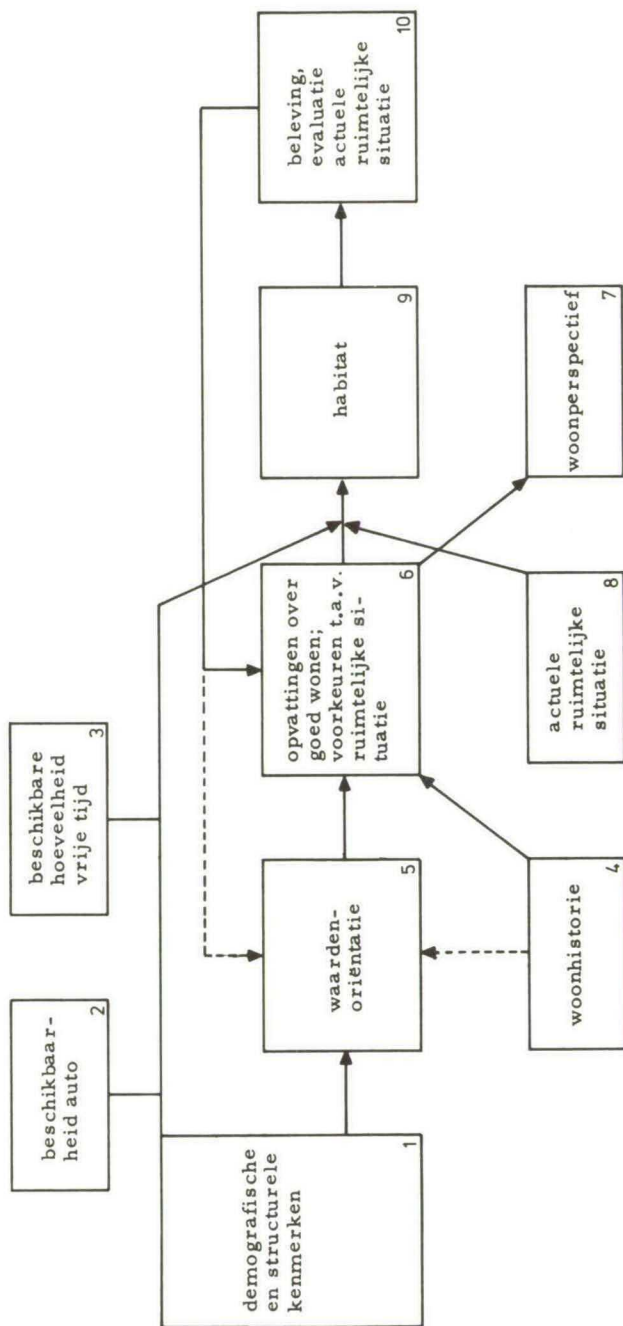 demografische
en structurele
kenmerken
1
beschikbaar-
heid auto
2
beschikbare
hoeveelheid
vrije tijd
3
woonhistorie
4
waarden-
oriëntatie
5
opvattingen over
goed wonen;
voorkeuren t.a.v.
ruimtelijke si-
tuatie
6
woonperspectief
7
actuele
ruimtelijke
situatie
8
habitat
9
beleving,
evaluatie
actuele
ruimtelijke
situatie
10